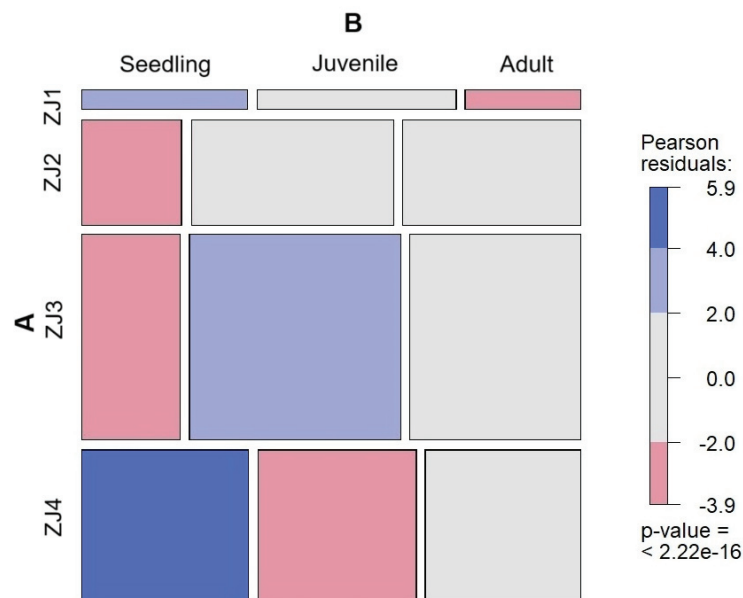 B
Seedling Juvenile Adult
ZJ1
ZJ2
A
ZJ3
ZJ4
Pearson
residuals:
5.9
4.0
2.0
0.0
-2.0
-3.9
p-value =
< 2.22e-16